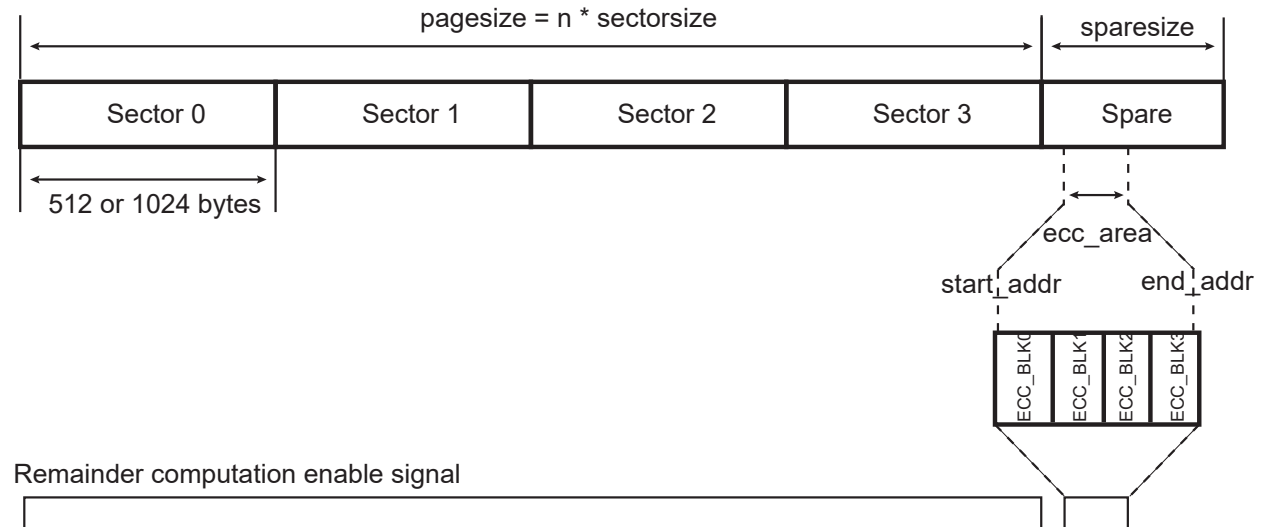 pagesize = n * sectorsize
sparesize
Sector 0
Sector 1
Sector 2
Sector 3
Spare
512 or 1024 bytes
ecc_area
start_addr
end_addr
ECC_BLK0
ECC_BLK1
ECC_BLK2
ECC_BLK3
Remainder computation enable signal